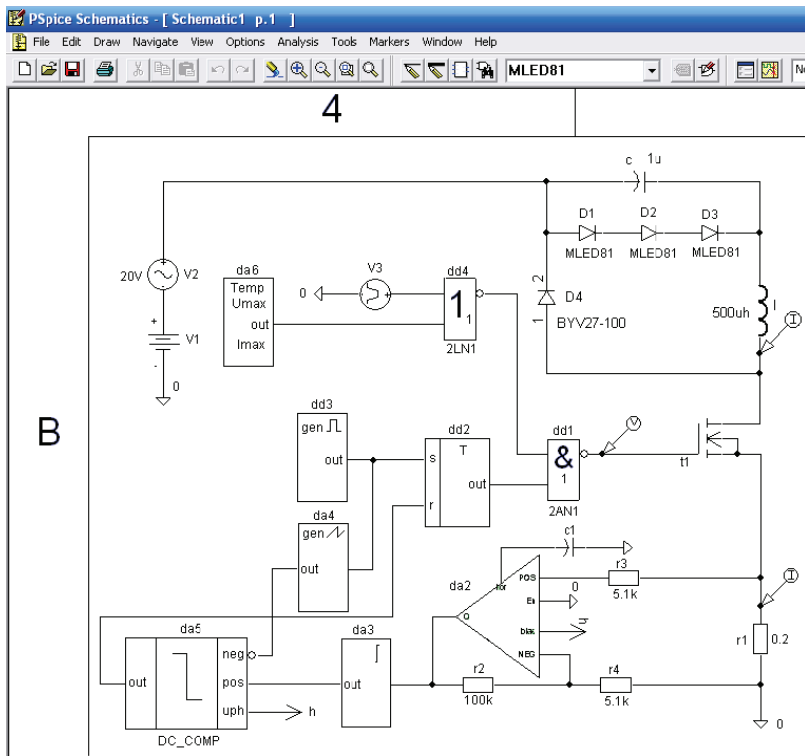 PSpice Schematics - [ Schematic1 p.1 ]
File Edit Draw Navigate View Options Analysis Tools Markers Window Help
MLED81
4
B
c 1u
D1
D2
D3
MLED81
MLED81
MLED81
20V
V2
V1
0
da6
Temp
Umax
out
Imax
0
V3
dd4
1
1
2LN1
2
D4
1
BYV27-100
500uh
l
I
dd3
gen
out
dd2
s
T
out
r
dd1
&
1
2AN1
V
t1
da4
gen
out
c1
da2
POS
En
0
bias
h
NEG
r3
5.1k
I
r1
0.2
da5
out
neg
pos
uph
h
DC_COMP
da3
∫
out
r2
100k
r4
5.1k
0